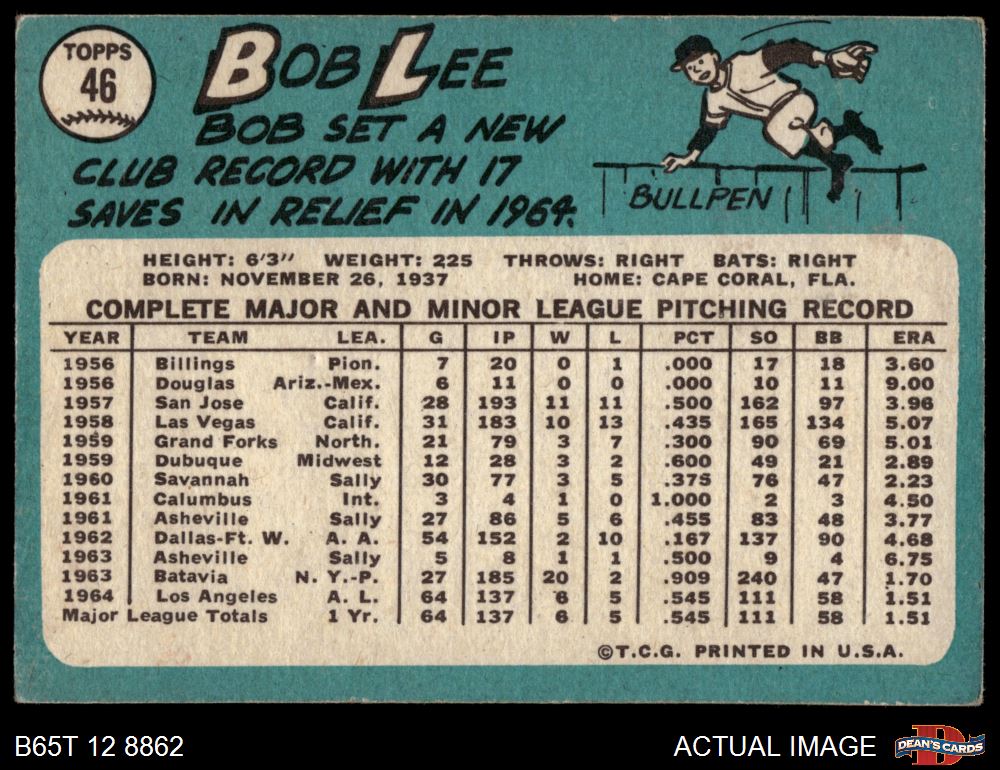 TOPPS
46
BOB LEE
BOB SET A NEW
CLUB RECORD WITH 17
SAVES IN RELIEF IN 1964.
BULLPEN
HEIGHT: 6'3" WEIGHT: 225 THROWS: RIGHT BATS: RIGHT
BORN: NOVEMBER 26, 1937 HOME: CAPE CORAL, FLA.
COMPLETE MAJOR AND MINOR LEAGUE PITCHING RECORD
YEAR TEAM LEA. G IP W L PCT SO BB ERA
1956 Billings Pion. 7 20 0 1 .000 17 18 3.60
1956 Douglas Ariz.-Mex. 6 11 0 0 .000 10 11 9.00
1957 San Jose Calif. 28 193 11 11 .500 162 97 3.96
1958 Las Vegas Calif. 31 183 10 13 .435 165 134 5.07
1959 Grand Forks North. 21 79 3 7 .300 90 69 5.01
1959 Dubuque Midwest 12 28 3 2 .600 49 21 2.89
1960 Savannah Sally 30 77 3 5 .375 76 47 2.23
1961 Calumbus Int. 3 4 1 0 1.000 2 3 4.50
1961 Asheville Sally 27 86 5 6 .455 83 48 3.77
1962 Dallas-Ft. W. A. A. 54 152 2 10 .167 137 90 4.68
1963 Asheville Sally 5 8 1 1 .500 9 4 6.75
1963 Batavia N. Y.-P. 27 185 20 2 .909 240 47 1.70
1964 Los Angeles A. L. 64 137 6 5 .545 111 58 1.51
Major League Totals 1 Yr. 64 137 6 5 .545 111 58 1.51
©T.C.G. PRINTED IN U.S.A.
B65T 12 8862
ACTUAL IMAGE
D
DEAN'S CARDS